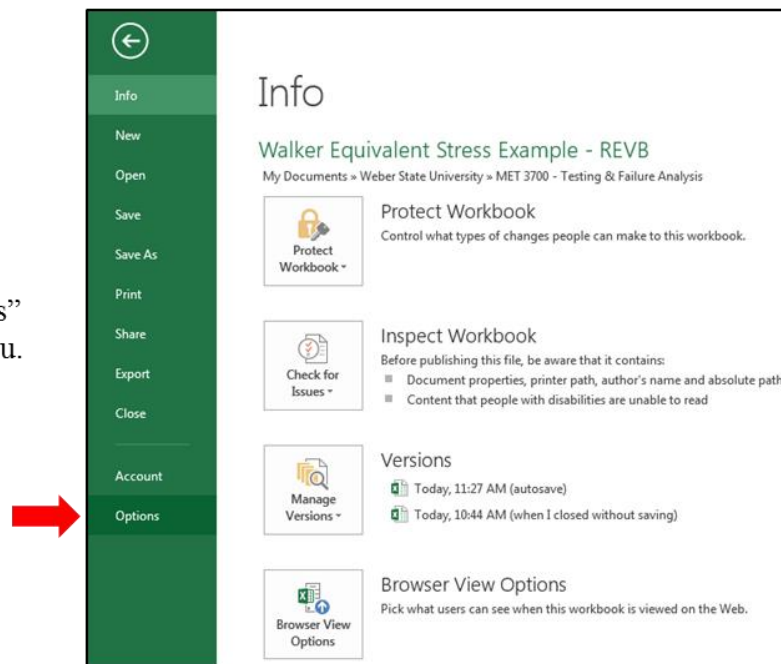 s”
u.
Info
New
Open
Save
Save As
Print
Share
Export
Close
Account
Options
Info
Walker Equivalent Stress Example - REVB
My Documents » Weber State University » MET 3700 - Testing & Failure Analysis
Protect
Workbook
Protect Workbook
Control what types of changes people can make to this workbook.
Check for
Issues
Inspect Workbook
Before publishing this file, be aware that it contains:
Document properties, printer path, author's name and absolute path
Content that people with disabilities are unable to read
Manage
Versions
Versions
Today, 11:27 AM (autosave)
Today, 10:44 AM (when I closed without saving)
Browser View
Options
Browser View Options
Pick what users can see when this workbook is viewed on the Web.